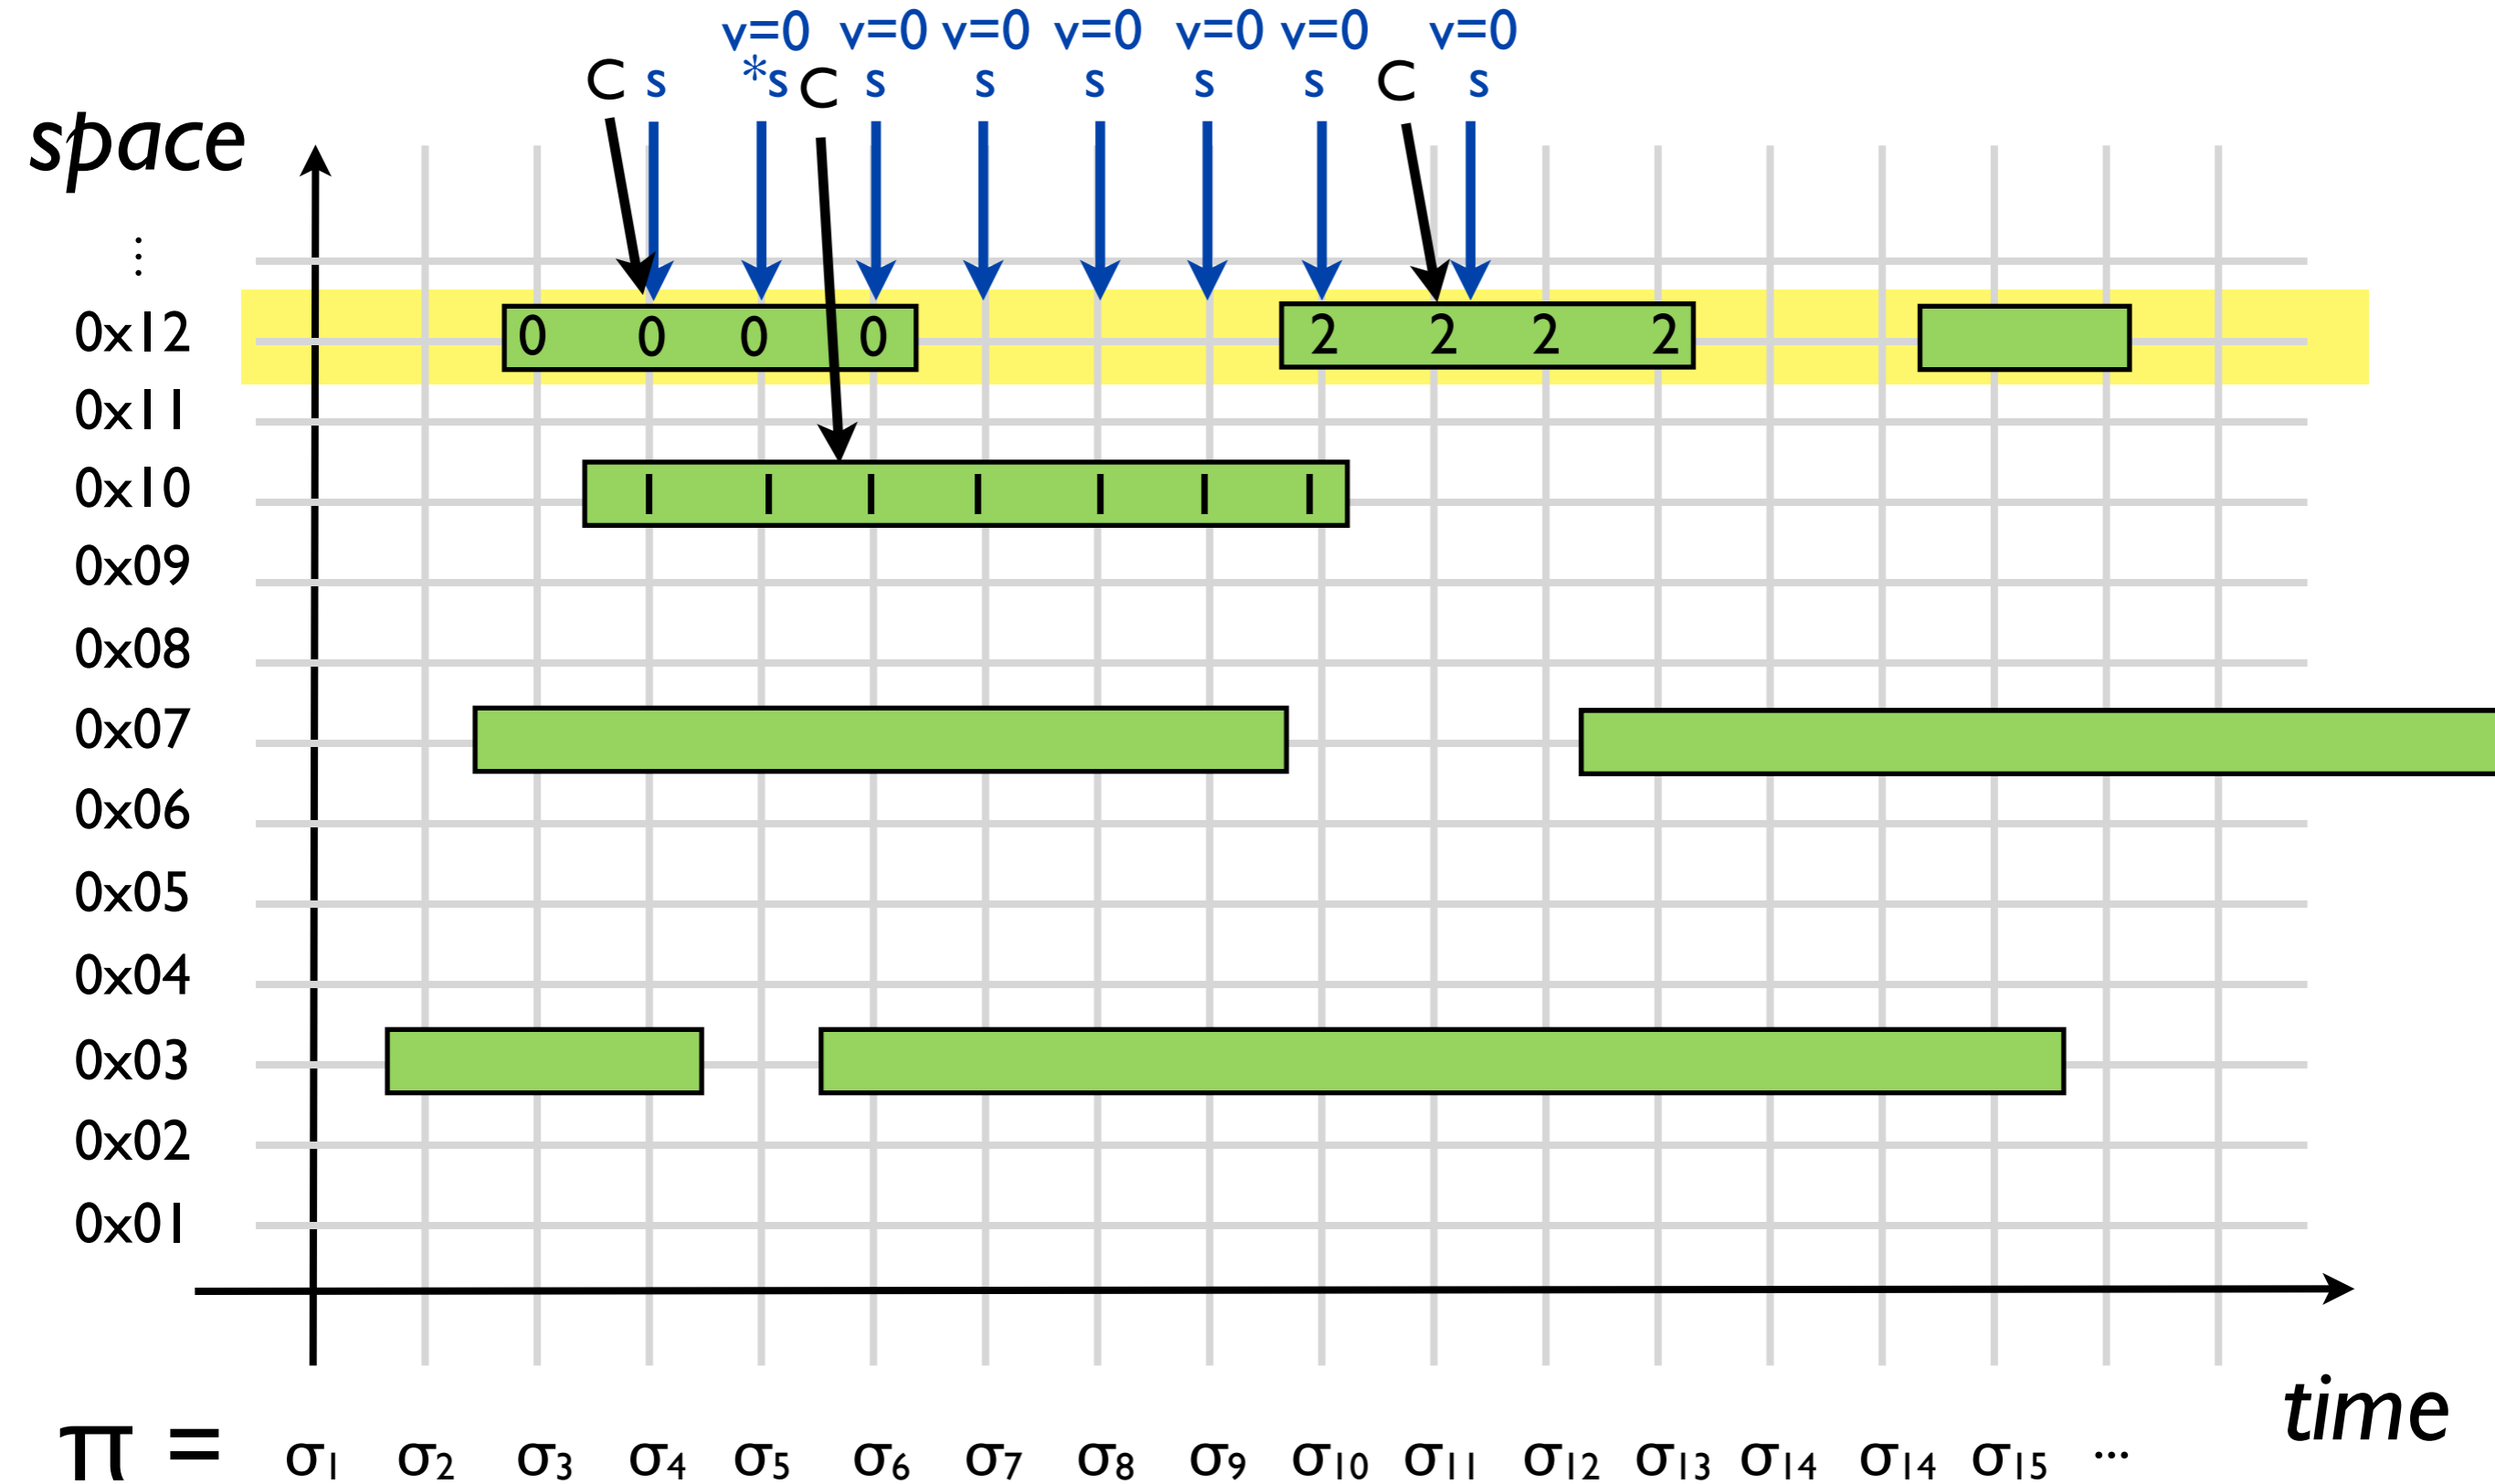 v=0 v=0 v=0 v=0 v=0 v=0 v=0
C s *s C s s s s s C s
space
⋮
0x12 0 0 0 0 2 2 2 2
0x11
0x10 1 1 1 1 1 1 1
0x09
0x08
0x07
0x06
0x05
0x04
0x03
0x02
0x01
time
π = σ1 σ2 σ3 σ4 σ5 σ6 σ7 σ8 σ9 σ10 σ11 σ12 σ13 σ14 σ14 σ15 ...